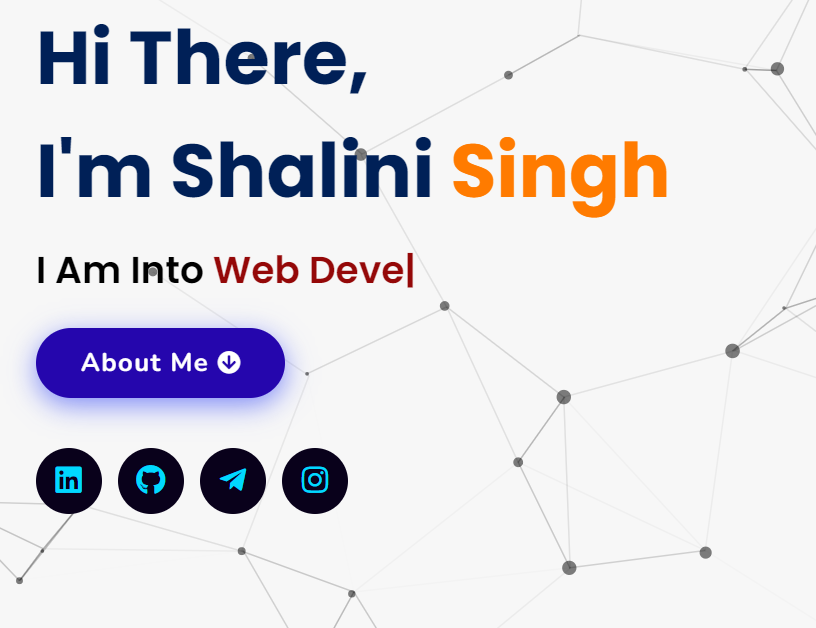 Hi There,
I'm Shalini Singh
I Am Into Web Deve|
About Me